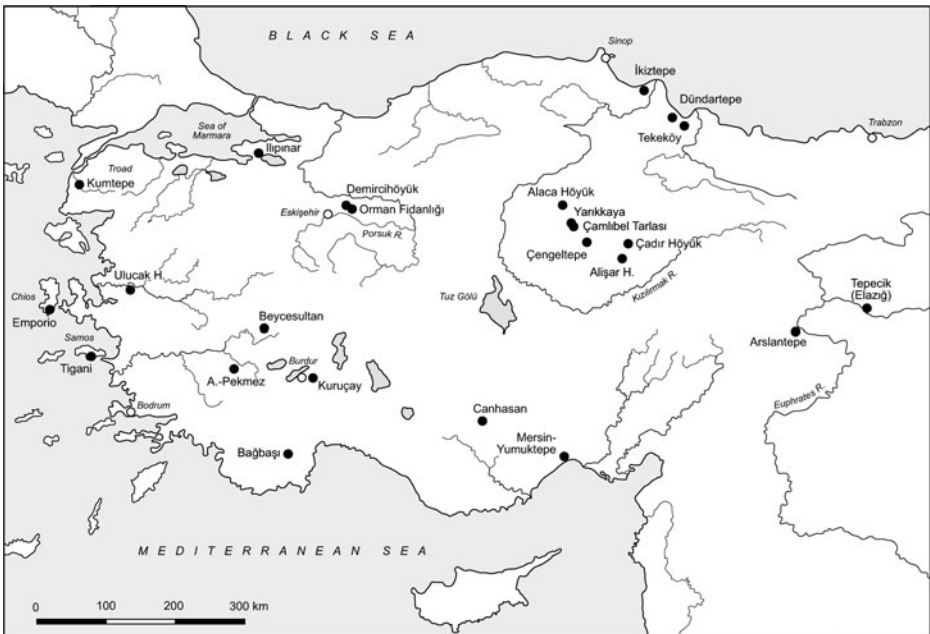 BLACK SEA
Sinop
İkiztepe
Dündartepe
Tekeköy
Trabzon
Sea of
Marmara
Ilıpınar
Troad
Kumtepe
Demircihöyük
Eskişehir
Orman Fidanlığı
Porsuk R.
Alaca Höyük
Yarıkkaya
Çamlıbel Tarlası
Çengeltepe
Çadır Höyük
Alişar H.
Kızılırmak R.
Ulucak H.
Chios
Emporio
Tuz Gölü
Tepecik
(Elazığ)
Beycesultan
Arslantepe
Samos
Tigani
Burdur
A.-Pekmez
Kuruçay
Euphrates R.
Bodrum
Canhasan
Mersin-
Yumuktepe
Bağbaşı
MEDITERRANEAN SEA
0 100 200 300 km